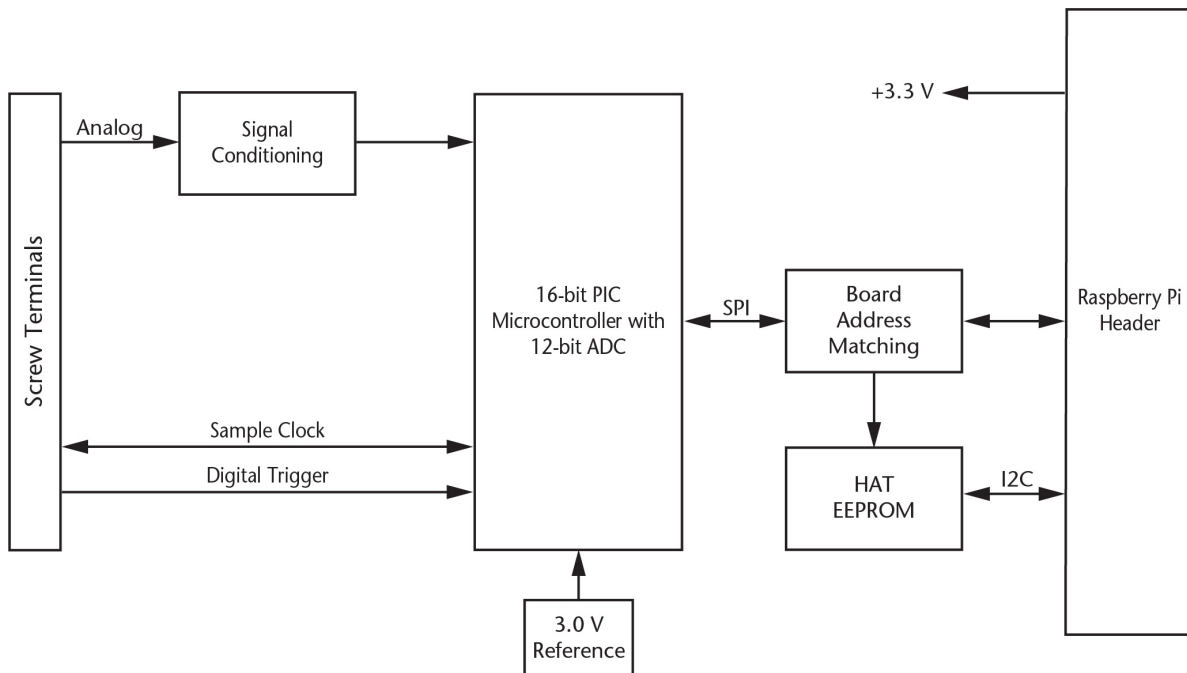 +3.3 V
Analog
Signal
Conditioning
Screw Terminals
16-bit PIC
Microcontroller with
12-bit ADC
SPI
Board
Address
Matching
Raspberry Pi
Header
Sample Clock
Digital Trigger
HAT
EEPROM
I2C
3.0 V
Reference